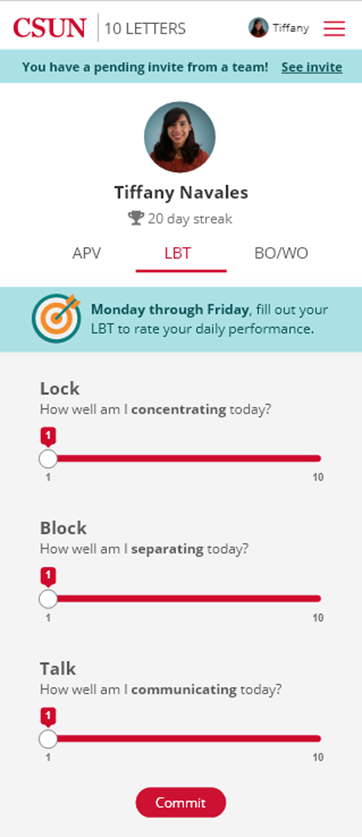 CSUN | 10 LETTERS Tiffany
You have a pending invite from a team! See invite
Tiffany Navales
20 day streak
APV LBT BO/WO
Monday through Friday, fill out your
LBT to rate your daily performance.
Lock
How well am I concentrating today?
1
1 10
Block
How well am I separating today?
1
1 10
Talk
How well am I communicating today?
1
1 10
Commit